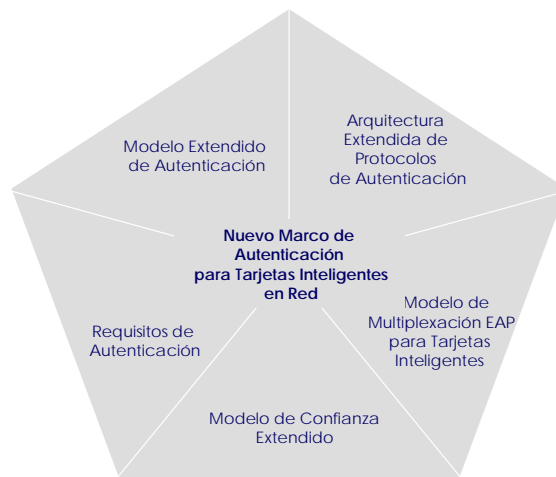 Modelo Extendido
de Autenticación
Arquitectura
Extendida de
Protocolos
de Autenticación
Nuevo Marco de
Autenticación
para Tarjetas Inteligentes
en Red
Requisitos de
Autenticación
Modelo de
Multiplexación EAP
para Tarjetas
Inteligentes
Modelo de Confianza
Extendido